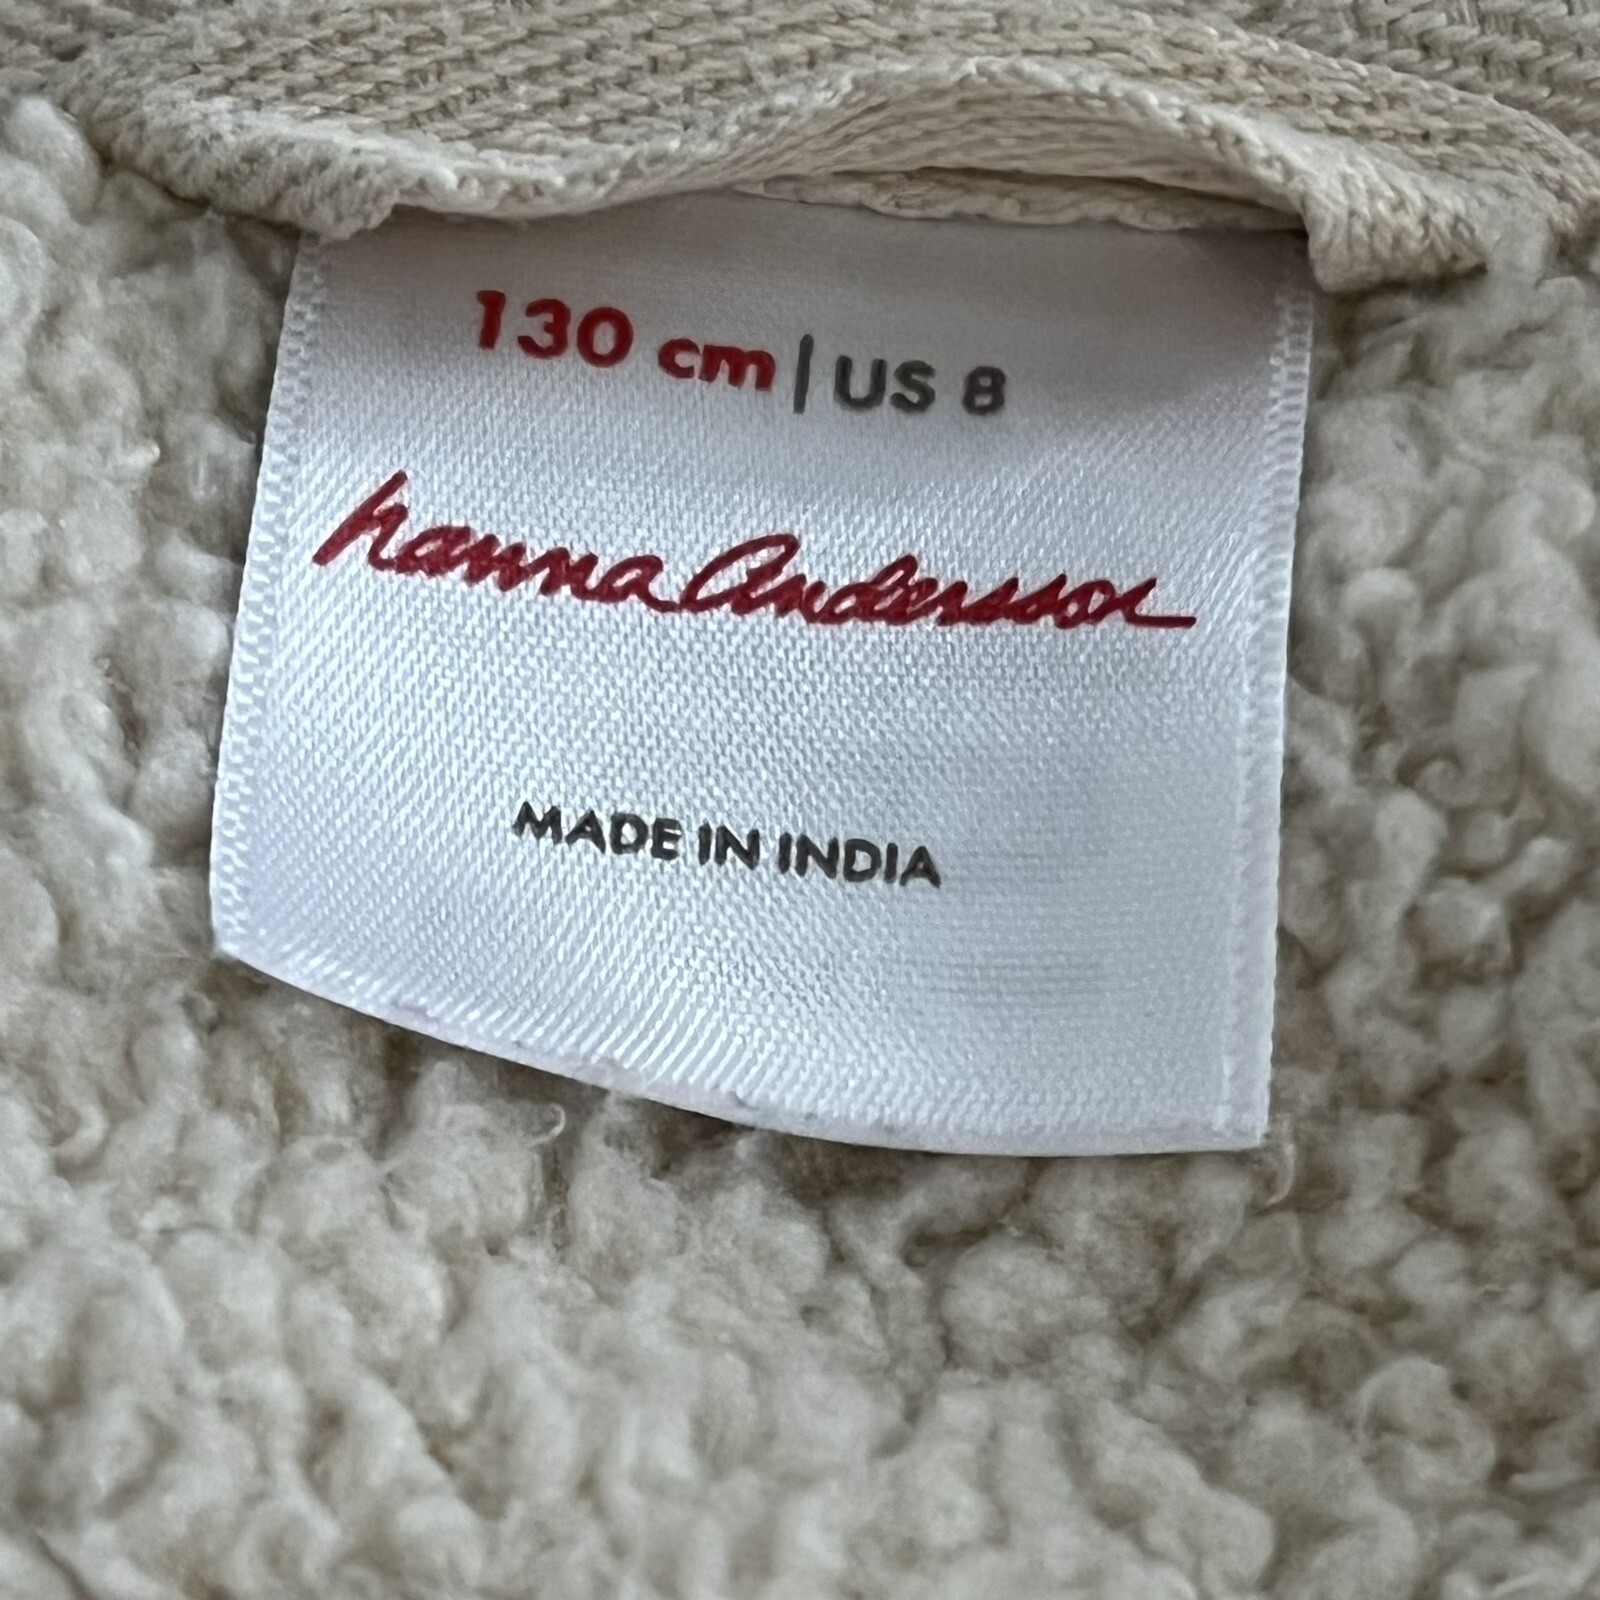 130 cm | US 8
hanna Andersson
MADE IN INDIA